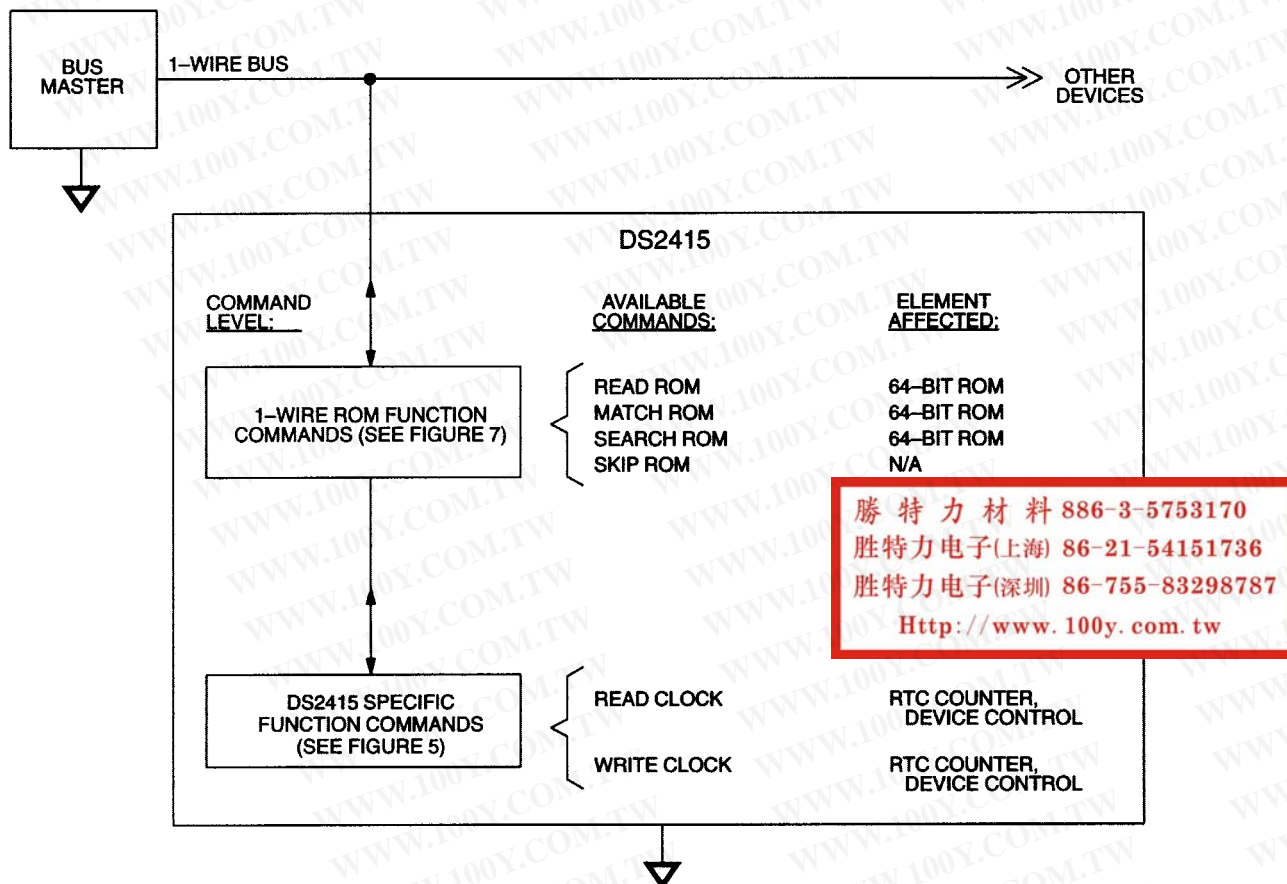 BUS
MASTER
1–WIRE BUS
OTHER
DEVICES
DS2415
COMMAND
LEVEL:
AVAILABLE
COMMANDS:
ELEMENT
AFFECTED:
1–WIRE ROM FUNCTION
COMMANDS (SEE FIGURE 7)
READ ROM 64–BIT ROM
MATCH ROM 64–BIT ROM
SEARCH ROM 64–BIT ROM
SKIP ROM N/A
勝特力材料 886-3-5753170
胜特力电子(上海) 86-21-54151736
胜特力电子(深圳) 86-755-83298787
Http://www.100y.com.tw
DS2415 SPECIFIC
FUNCTION COMMANDS
(SEE FIGURE 5)
READ CLOCK RTC COUNTER,
DEVICE CONTROL
WRITE CLOCK RTC COUNTER,
DEVICE CONTROL
WWW.100Y.COM.TW